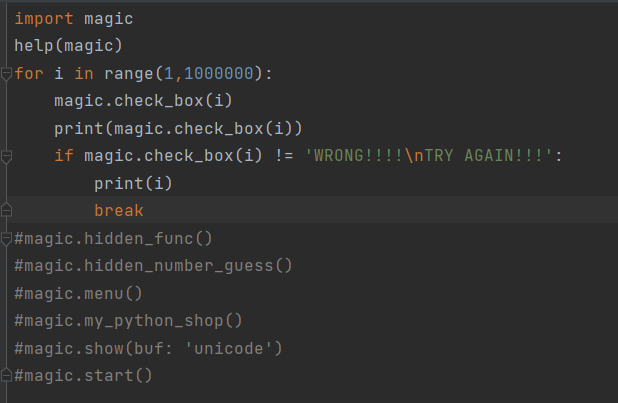 import magic
help(magic)
for i in range(1,1000000):
    magic.check_box(i)
    print(magic.check_box(i))
    if magic.check_box(i) != 'WRONG!!!!\nTRY AGAIN!!!':
        print(i)
        break
#magic.hidden_func()
#magic.hidden_number_guess()
#magic.menu()
#magic.my_python_shop()
#magic.show(buf: 'unicode')
#magic.start()